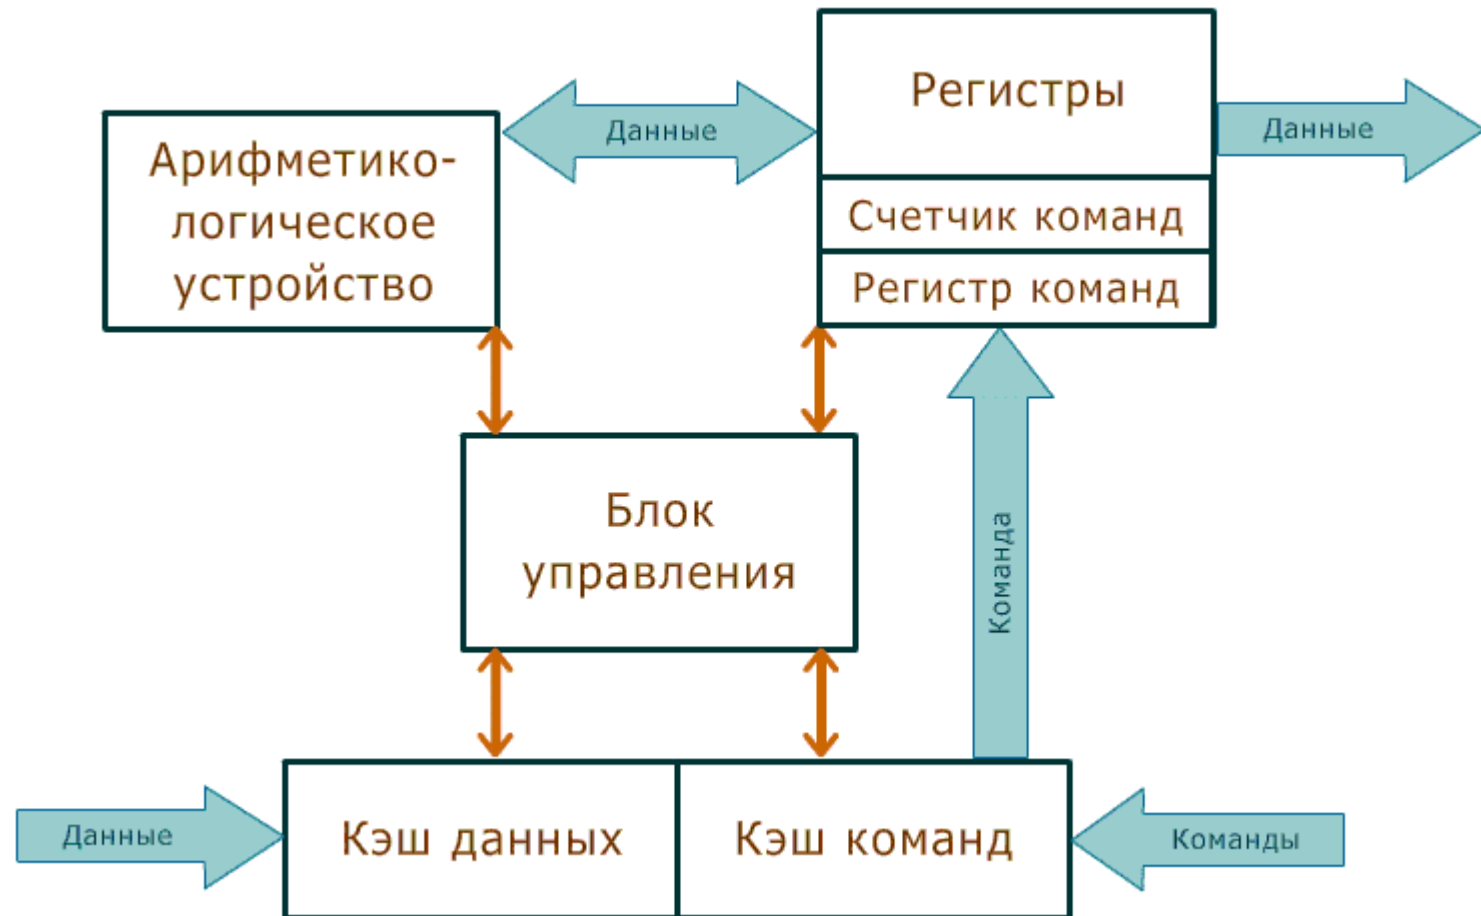 Регистры
Данные
Данные
Арифметико-
логическое
устройство
Счетчик команд
Регистр команд
Блок
управления
Команда
Данные
Кэш данных
Кэш команд
Команды